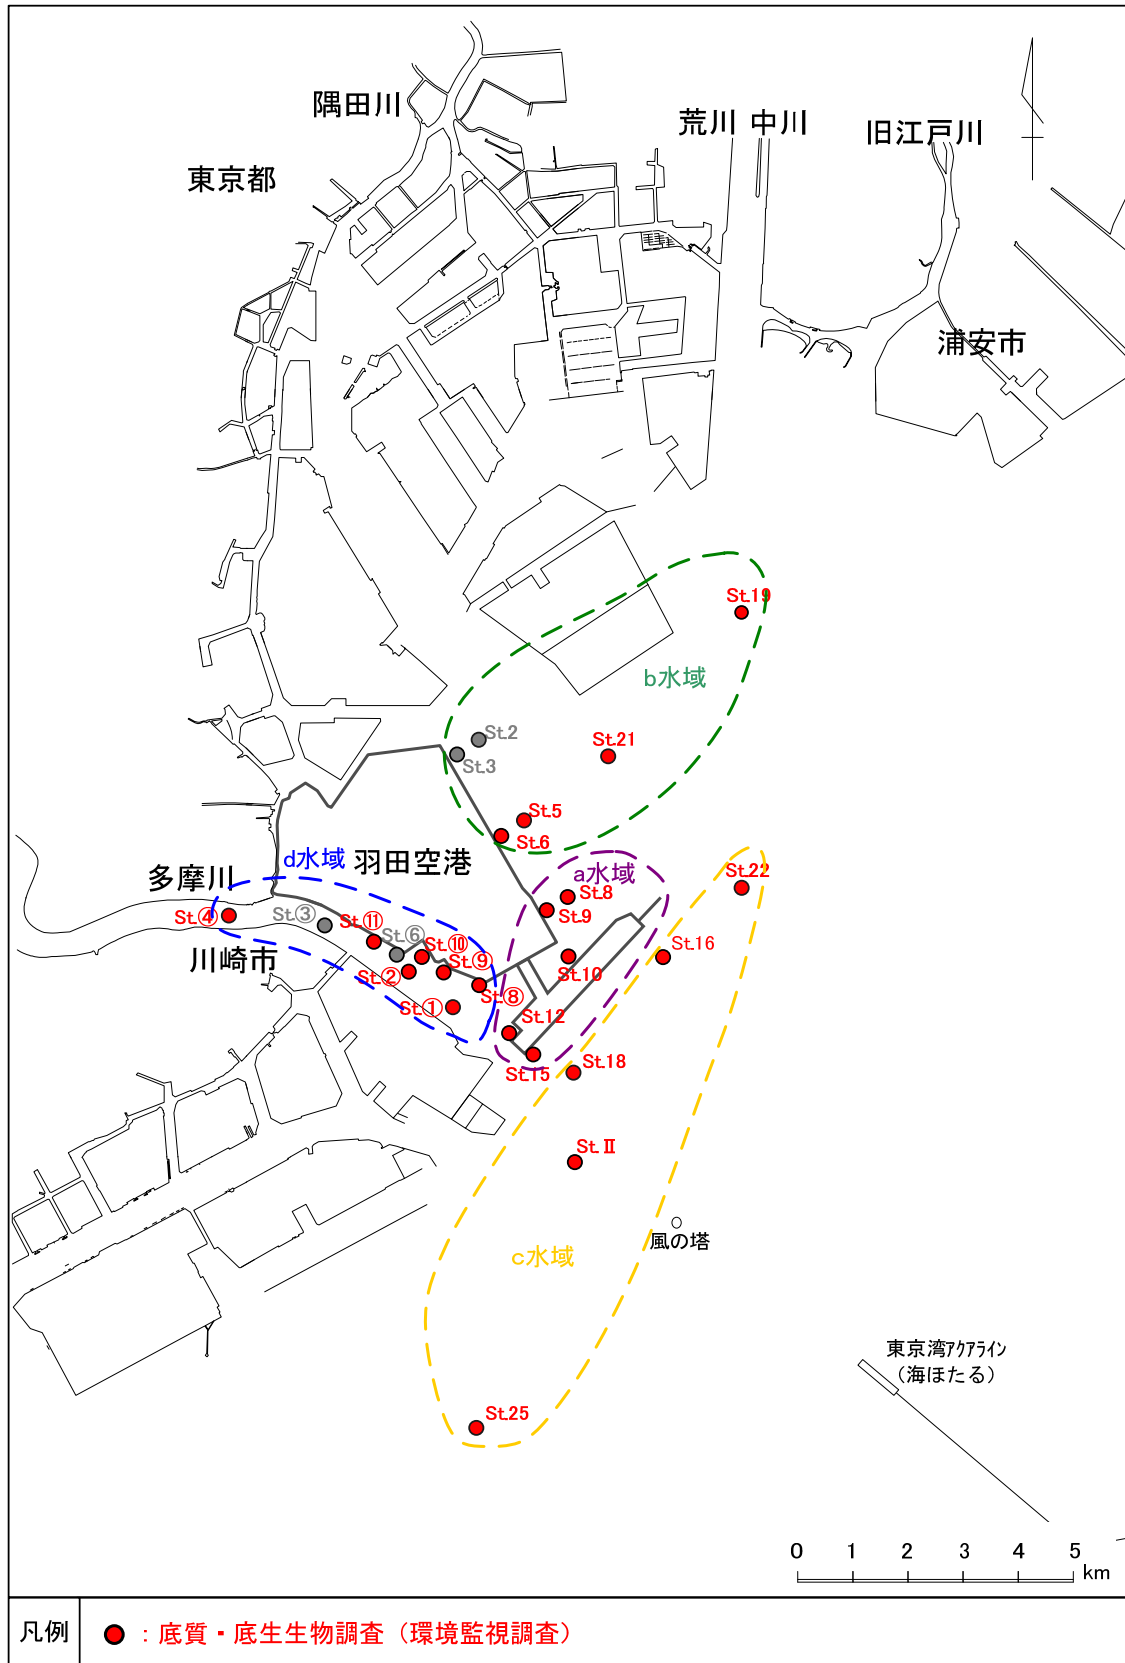 隅田川
荒川 中川
旧江戸川
東京都
浦安市
St.19
b水域
St.2
St.3
St.21
St.5
St.6
d水域
羽田空港
a水域
多摩川
St.22
St.8
St.9
St.④
St.③
St.⑪
St.⑥
St.⑩
St.16
川崎市
St.②
St.⑨
St.10
St.①
St.⑧
St.12
St.15
St.18
St.Ⅱ
風の塔
c水域
東京湾アクアライン
（海ほたる）
St.25
0 1 2 3 4 5
km
凡例
：底質・底生生物調査（環境監視調査）